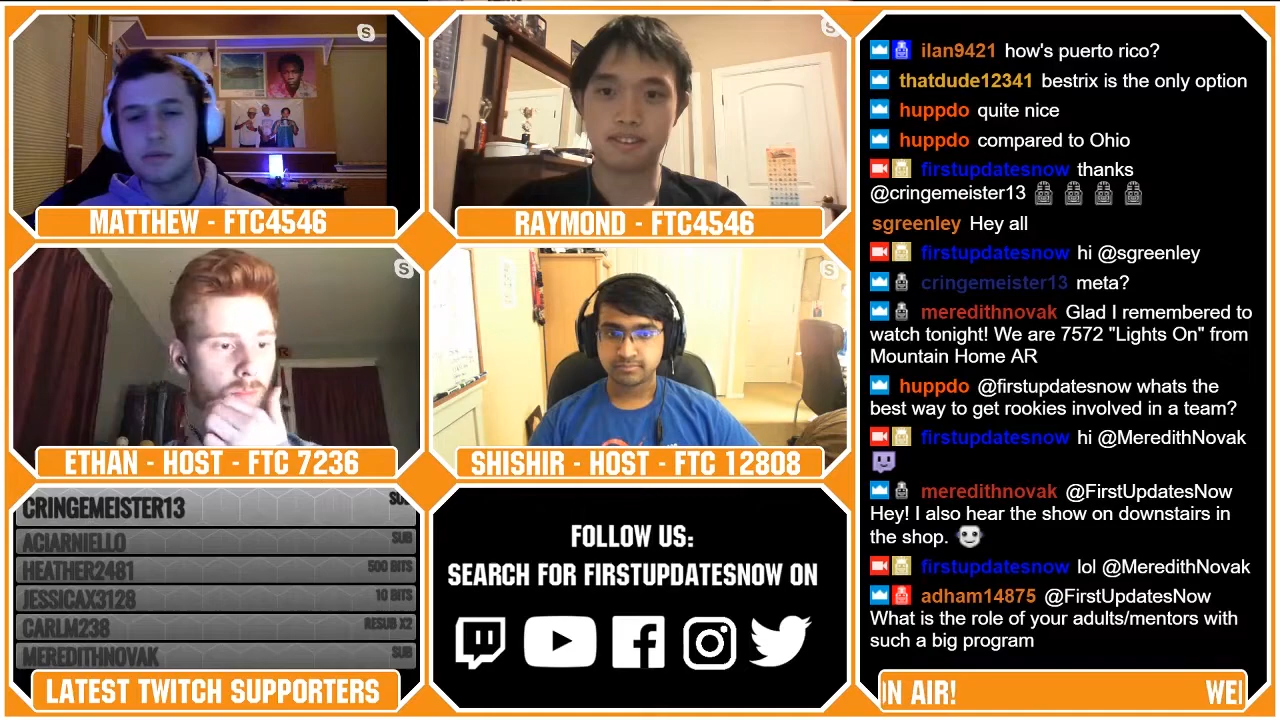 MATTHEW - FTC4546
RAYMOND - FTC4546
ETHAN - HOST - FTC 7236
SHISHIR - HOST - FTC 12808
CRINGEMEISTER13
ACIARNIELLO SUB
HEATHER2481 500 BITS
JESSICAX3128 10 BITS
CARLM238 RESUB X2
MEREDITHNOVAK SUB
LATEST TWITCH SUPPORTERS
FOLLOW US:
SEARCH FOR FIRSTUPDATESNOW ON
ilan9421 how's puerto rico?
thatdude12341 bestrix is the only option
huppdo quite nice
huppdo compared to Ohio
firstupdatesnow thanks
@cringemeister13
sgreenley Hey all
firstupdatesnow hi @sgreenley
cringemeister13 meta?
meredithnovak Glad I remembered to
watch tonight! We are 7572 "Lights On" from
Mountain Home AR
huppdo @firstupdatesnow whats the
best way to get rookies involved in a team?
firstupdatesnow hi @MeredithNovak
meredithnovak @FirstUpdatesNow
Hey! I also hear the show on downstairs in
the shop.
firstupdatesnow lol @MeredithNovak
adham14875 @FirstUpdatesNow
What is the role of your adults/mentors with
such a big program
N AIR! WE